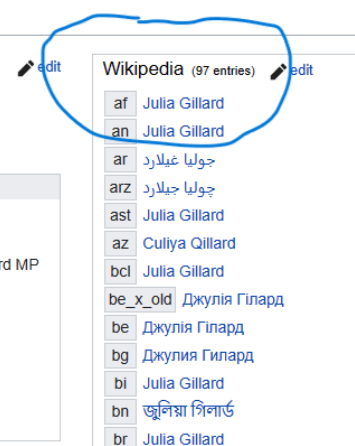 edit
Wikipedia (97 entries) edit
af Julia Gillard
an Julia Gillard
ar جوليا غيلارد
arz چوليا جيلارد
ast Julia Gillard
az Culiya Qillard
rd MP
bcl Julia Gillard
be_x_old Джулія Гілард
be Джулія Гілард
bg Джулия Гилард
bi Julia Gillard
bn জুলিয়া গিলার্ড
br Julia Gillard